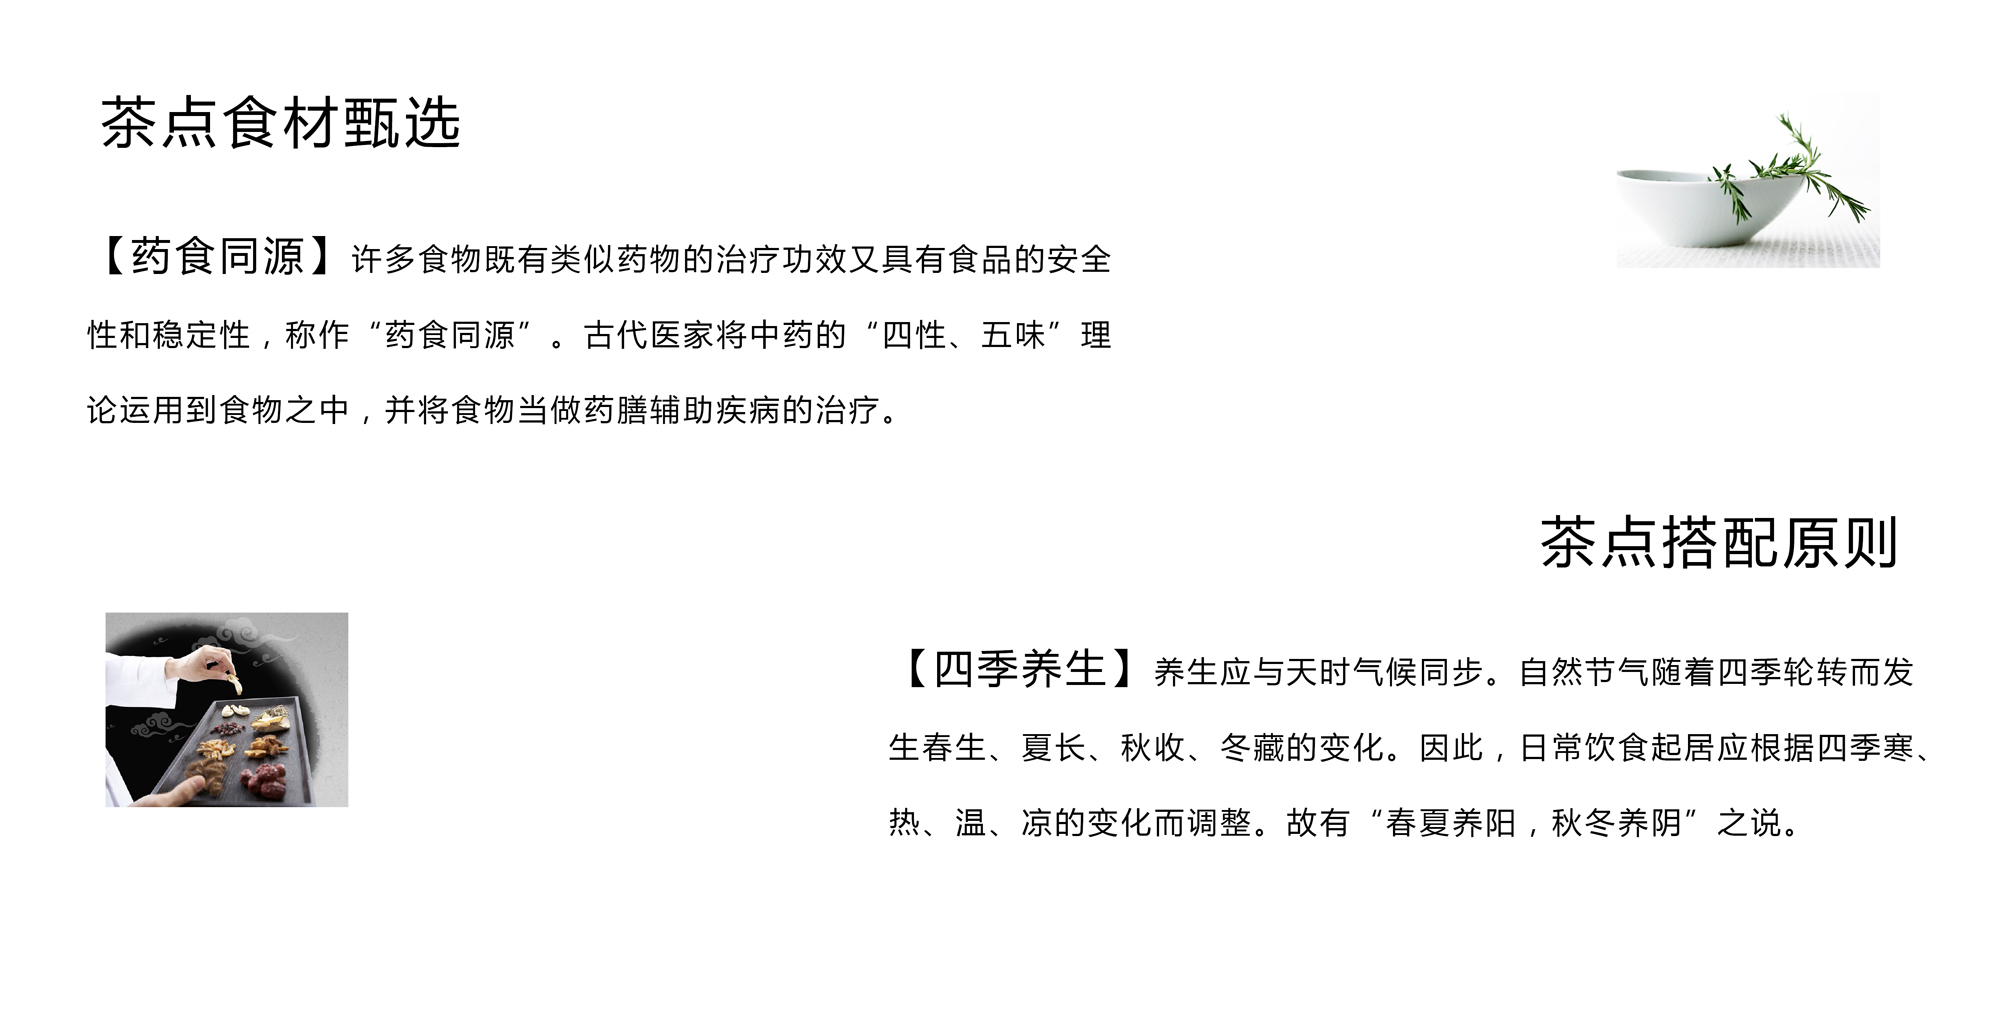 茶点食材甄选
【药食同源】许多食物既有类似药物的治疗功效又具有食品的安全
性和稳定性，称作“药食同源”。古代医家将中药的“四性、五味”理
论运用到食物之中，并将食物当做药膳辅助疾病的治疗。
茶点搭配原则
【四季养生】养生应与天时气候同步。自然节气随着四季轮转而发
生春生、夏长、秋收、冬藏的变化。因此，日常饮食起居应根据四季寒、
热、温、凉的变化而调整。故有“春夏养阳，秋冬养阴”之说。